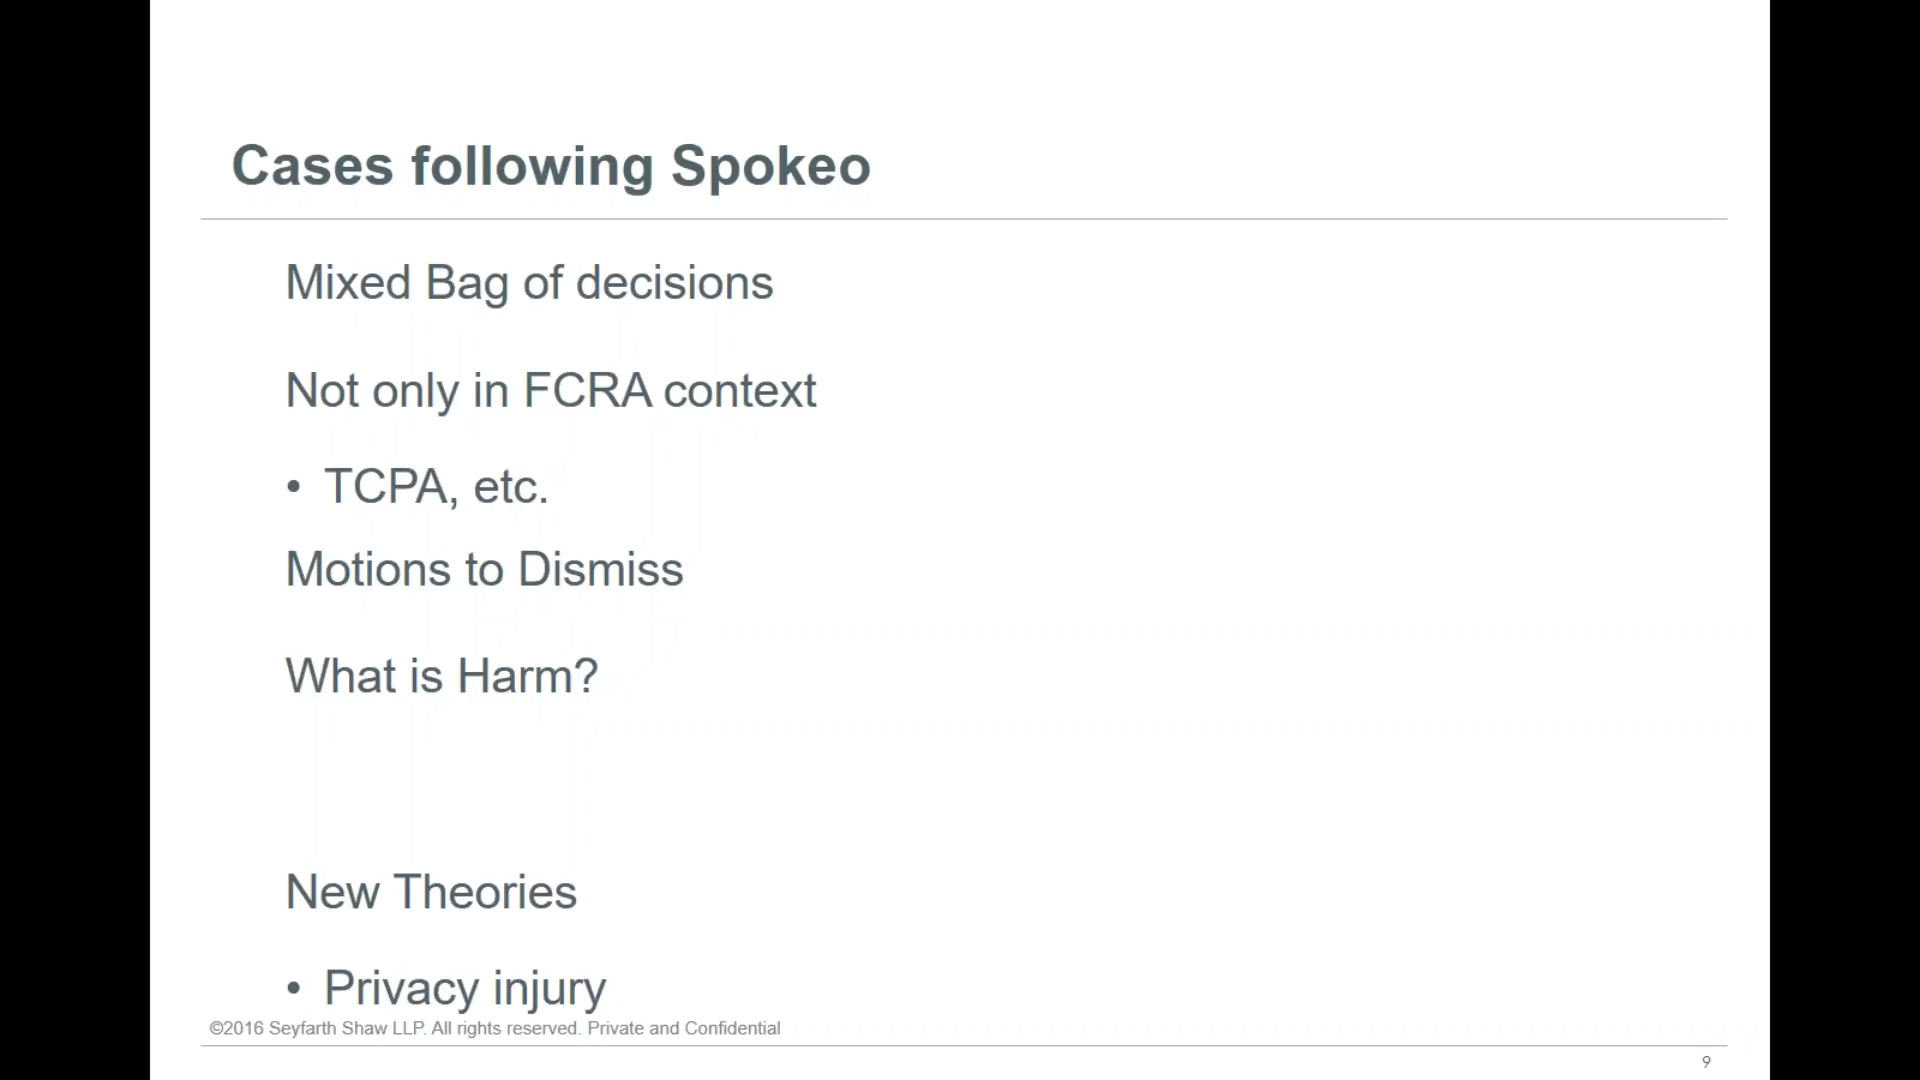 Cases following Spokeo
Mixed Bag of decisions
Not only in FCRA context
• TCPA, etc.
Motions to Dismiss
What is Harm?
New Theories
• Privacy injury
©2016 Seyfarth Shaw LLP. All rights reserved. Private and Confidential
9